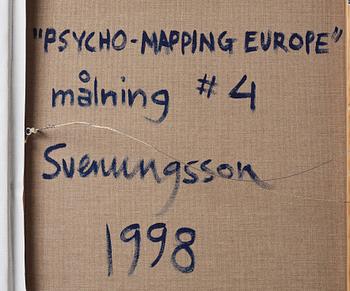 "PSYCHO-MAPPING EUROPE"
målning #4
Svenungsson
1998